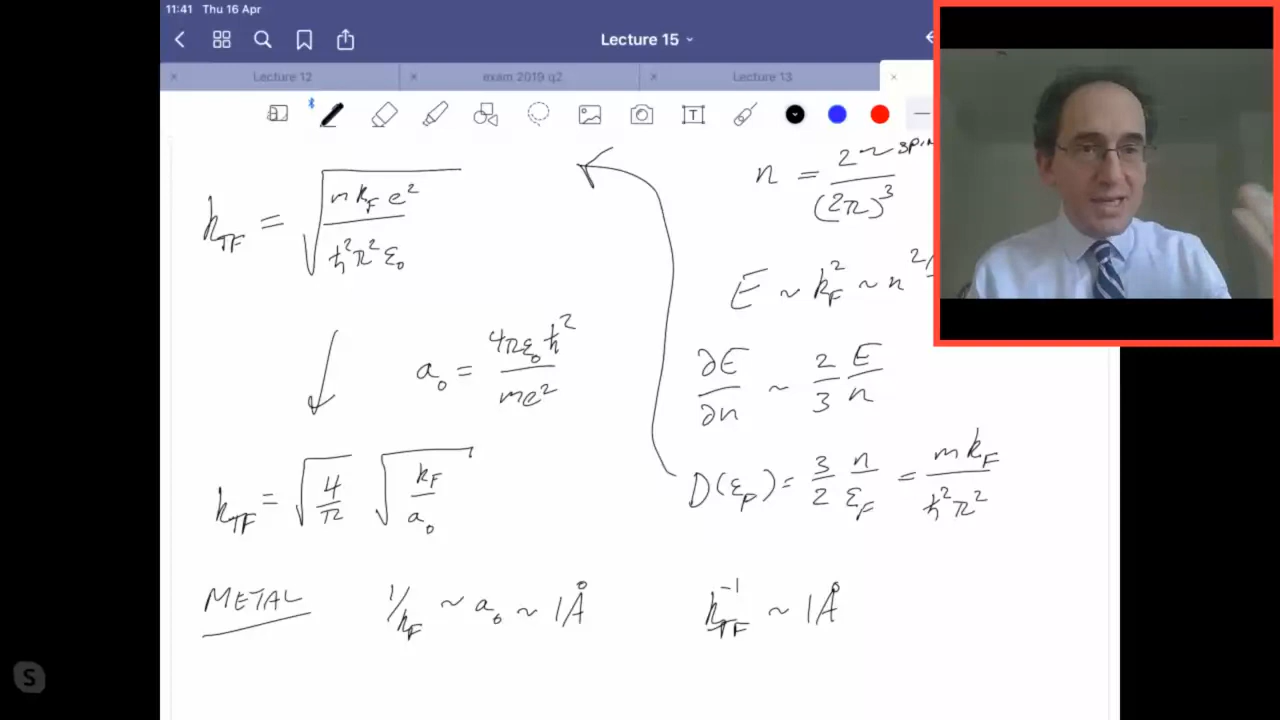 11:41 Thu 16 Apr
Lecture 15
Lecture 12
exam 2019 q2
Lecture 13
T
k_TF = √(m k_F e² / ħ²π²ε₀)
n = 2 ~ SPIN / (2π)³
E ~ k_F² ~ n^2/
a₀ = 4πε₀ħ² / me²
∂E/∂n ~ 2/3 E/n
k_TF = √(4/π) √(k_F/a₀)
D(ε_F) = 3/2 n/ε_F = m k_F / ħ²π²
METAL 1/k_F ~ a₀ ~ 1Å k_TF⁻¹ ~ 1Å
S